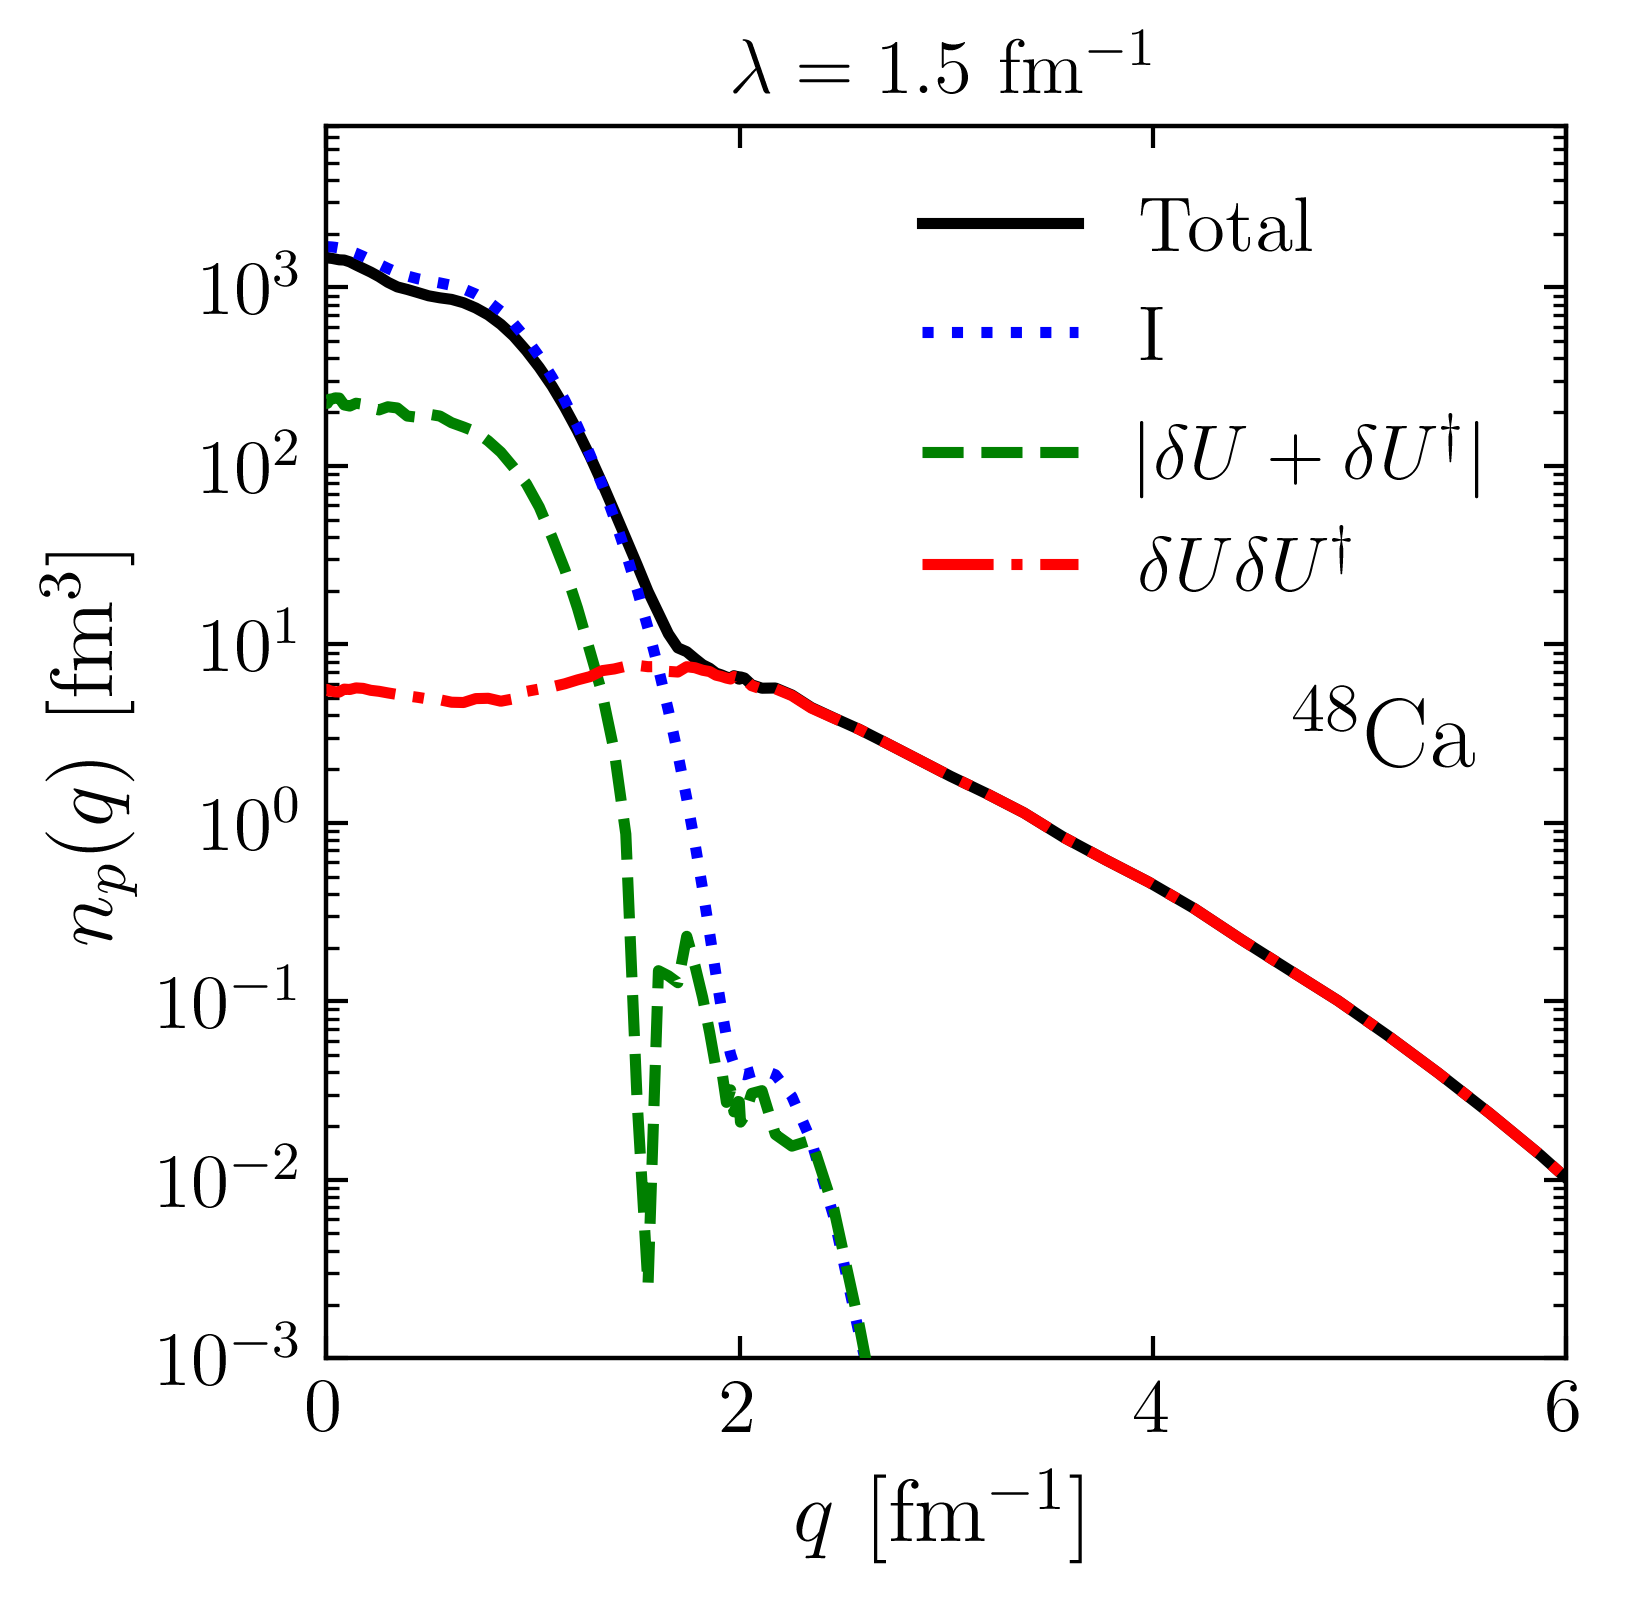 λ = 1.5 fm⁻¹
Total
I
|δU + δU†|
δUδU†
⁴⁸Ca
n_p(q) [fm³]
10³
10²
10¹
10⁰
10⁻¹
10⁻²
10⁻³
0 2 4 6
q [fm⁻¹]